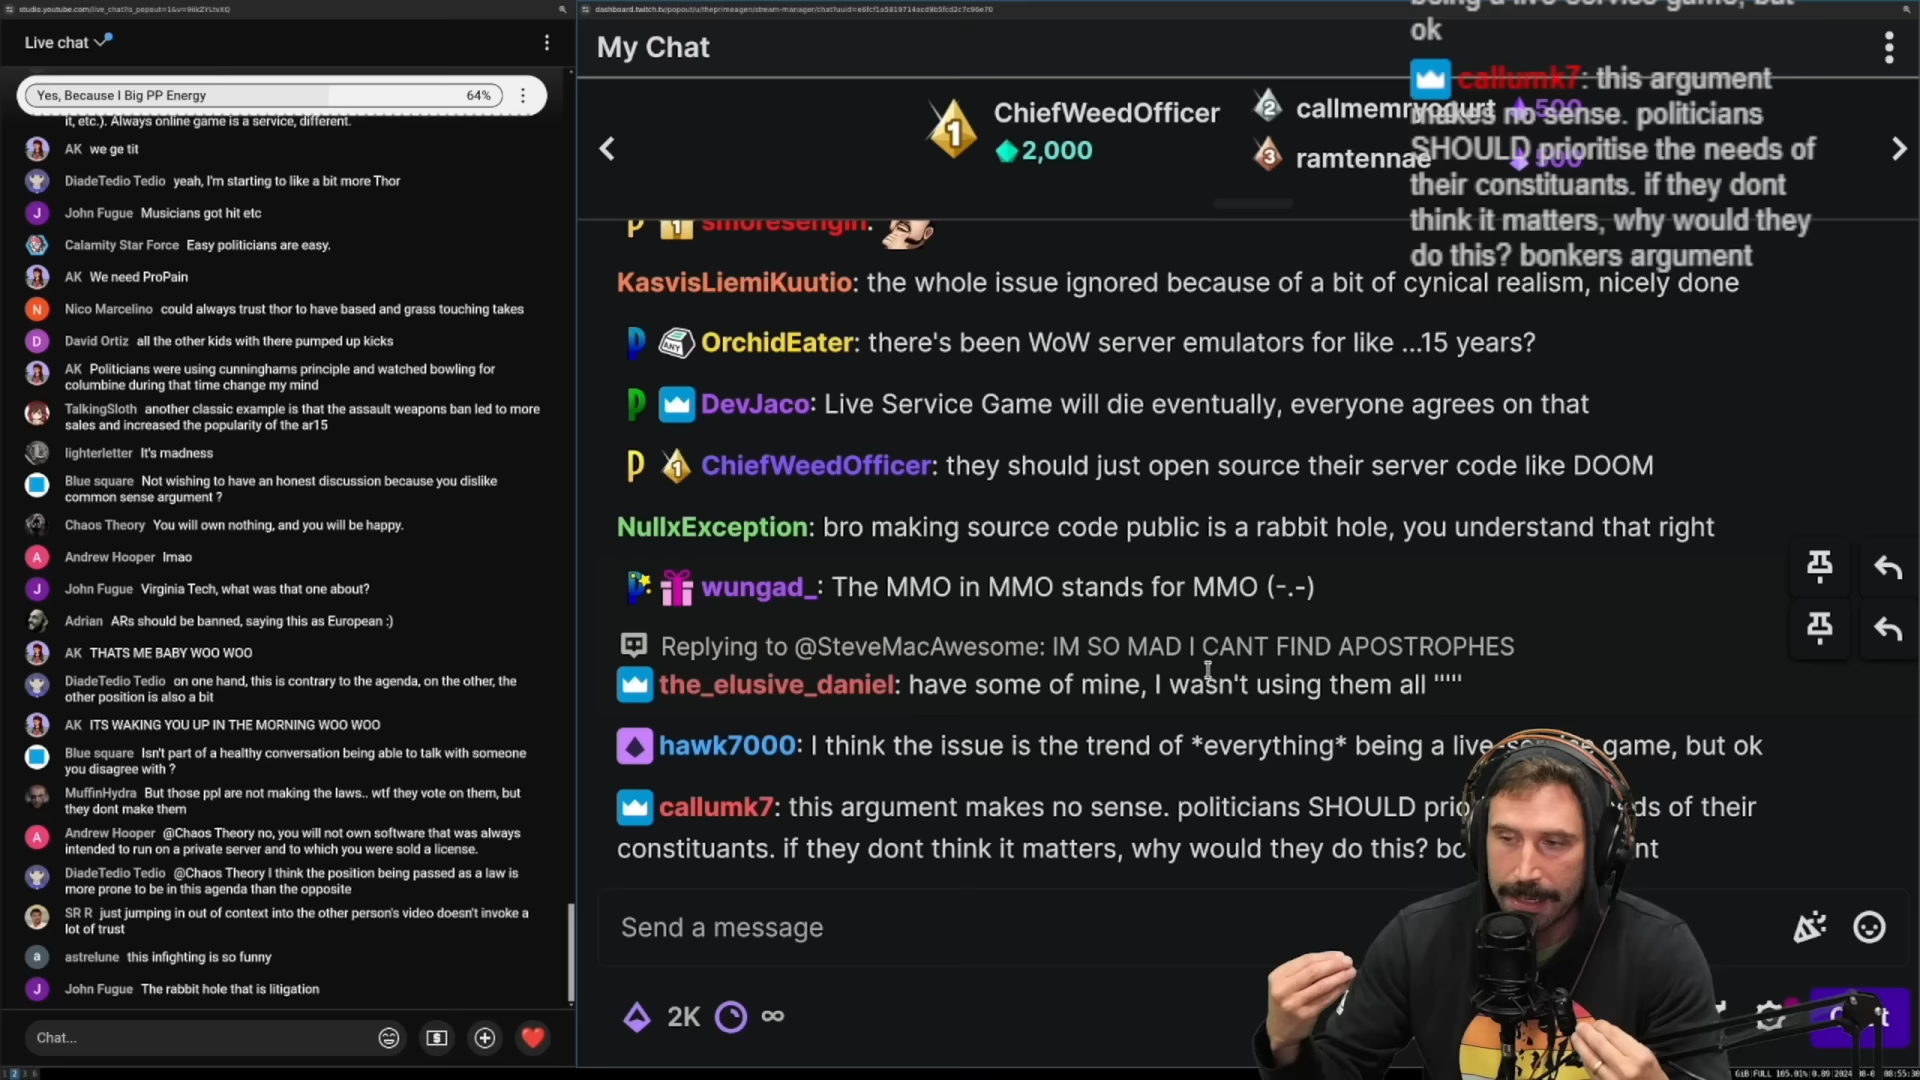 studio.youtube.com/live_chat?is_popout=1&v=9HkZYLtxXQ
Live chat
Yes, Because I Big PP Energy 64%
it, etc.). Always online game is a service, different.
AK we ge tit
DiadeTedio Tedio yeah, I'm starting to like a bit more Thor
John Fugue Musicians got hit etc
Calamity Star Force Easy politicians are easy.
AK We need ProPain
Nico Marcelino could always trust thor to have based and grass touching takes
David Ortiz all the other kids with there pumped up kicks
AK Politicians were using cunninghams principle and watched bowling for
columbine during that time change my mind
TalkingSloth another classic example is that the assault weapons ban led to more
sales and increased the popularity of the ar15
lighterletter It's madness
Blue square Not wishing to have an honest discussion because you dislike
common sense argument ?
Chaos Theory You will own nothing, and you will be happy.
Andrew Hooper lmao
John Fugue Virginia Tech, what was that one about?
Adrian ARs should be banned, saying this as European :)
AK THATS ME BABY WOO WOO
DiadeTedio Tedio on one hand, this is contrary to the agenda, on the other, the
other position is also a bit
AK ITS WAKING YOU UP IN THE MORNING WOO WOO
Blue square Isn't part of a healthy conversation being able to talk with someone
you disagree with ?
MuffinHydra But those ppl are not making the laws.. wtf they vote on them, but
they dont make them
Andrew Hooper @Chaos Theory no, you will not own software that was always
intended to run on a private server and to which you were sold a license.
DiadeTedio Tedio @Chaos Theory I think the position being passed as a law is
more prone to be in this agenda than the opposite
SR R just jumping in out of context into the other person's video doesn't invoke a
lot of trust
astrelune this infighting is so funny
John Fugue The rabbit hole that is litigation
Chat...
My Chat
1 ChiefWeedOfficer
2,000
2 callmemryogurt 500
3 ramtennae 500
smoresengin:
KasvisLiemiKuutio: the whole issue ignored because of a bit of cynical realism, nicely done
OrchidEater: there's been WoW server emulators for like ...15 years?
DevJaco: Live Service Game will die eventually, everyone agrees on that
ChiefWeedOfficer: they should just open source their server code like DOOM
NullxException: bro making source code public is a rabbit hole, you understand that right
wungad_: The MMO in MMO stands for MMO (-.-)
Replying to @SteveMacAwesome: IM SO MAD I CANT FIND APOSTROPHES
the_elusive_daniel: have some of mine, I wasn't using them all '''''
hawk7000: I think the issue is the trend of *everything* being a live-service game, but ok
callumk7: this argument makes no sense. politicians SHOULD prio ds of their
constituants. if they dont think it matters, why would they do this? bo nt
Send a message
2K ∞
being a live-service game, but
ok
callumk7: this argument
makes no sense. politicians
SHOULD prioritise the needs of
their constituants. if they dont
think it matters, why would they
do this? bonkers argument